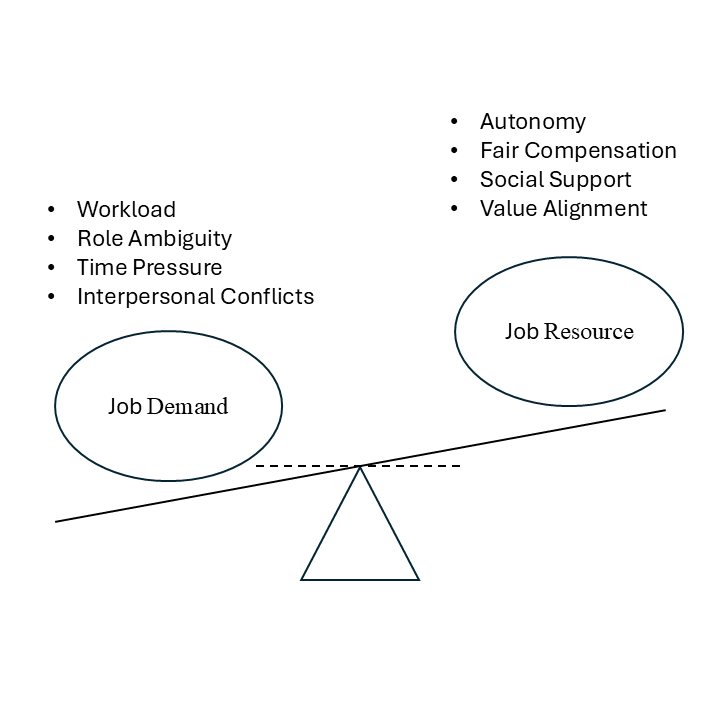 • Autonomy
• Fair Compensation
• Social Support
• Value Alignment
• Workload
• Role Ambiguity
• Time Pressure
• Interpersonal Conflicts
Job Resource
Job Demand